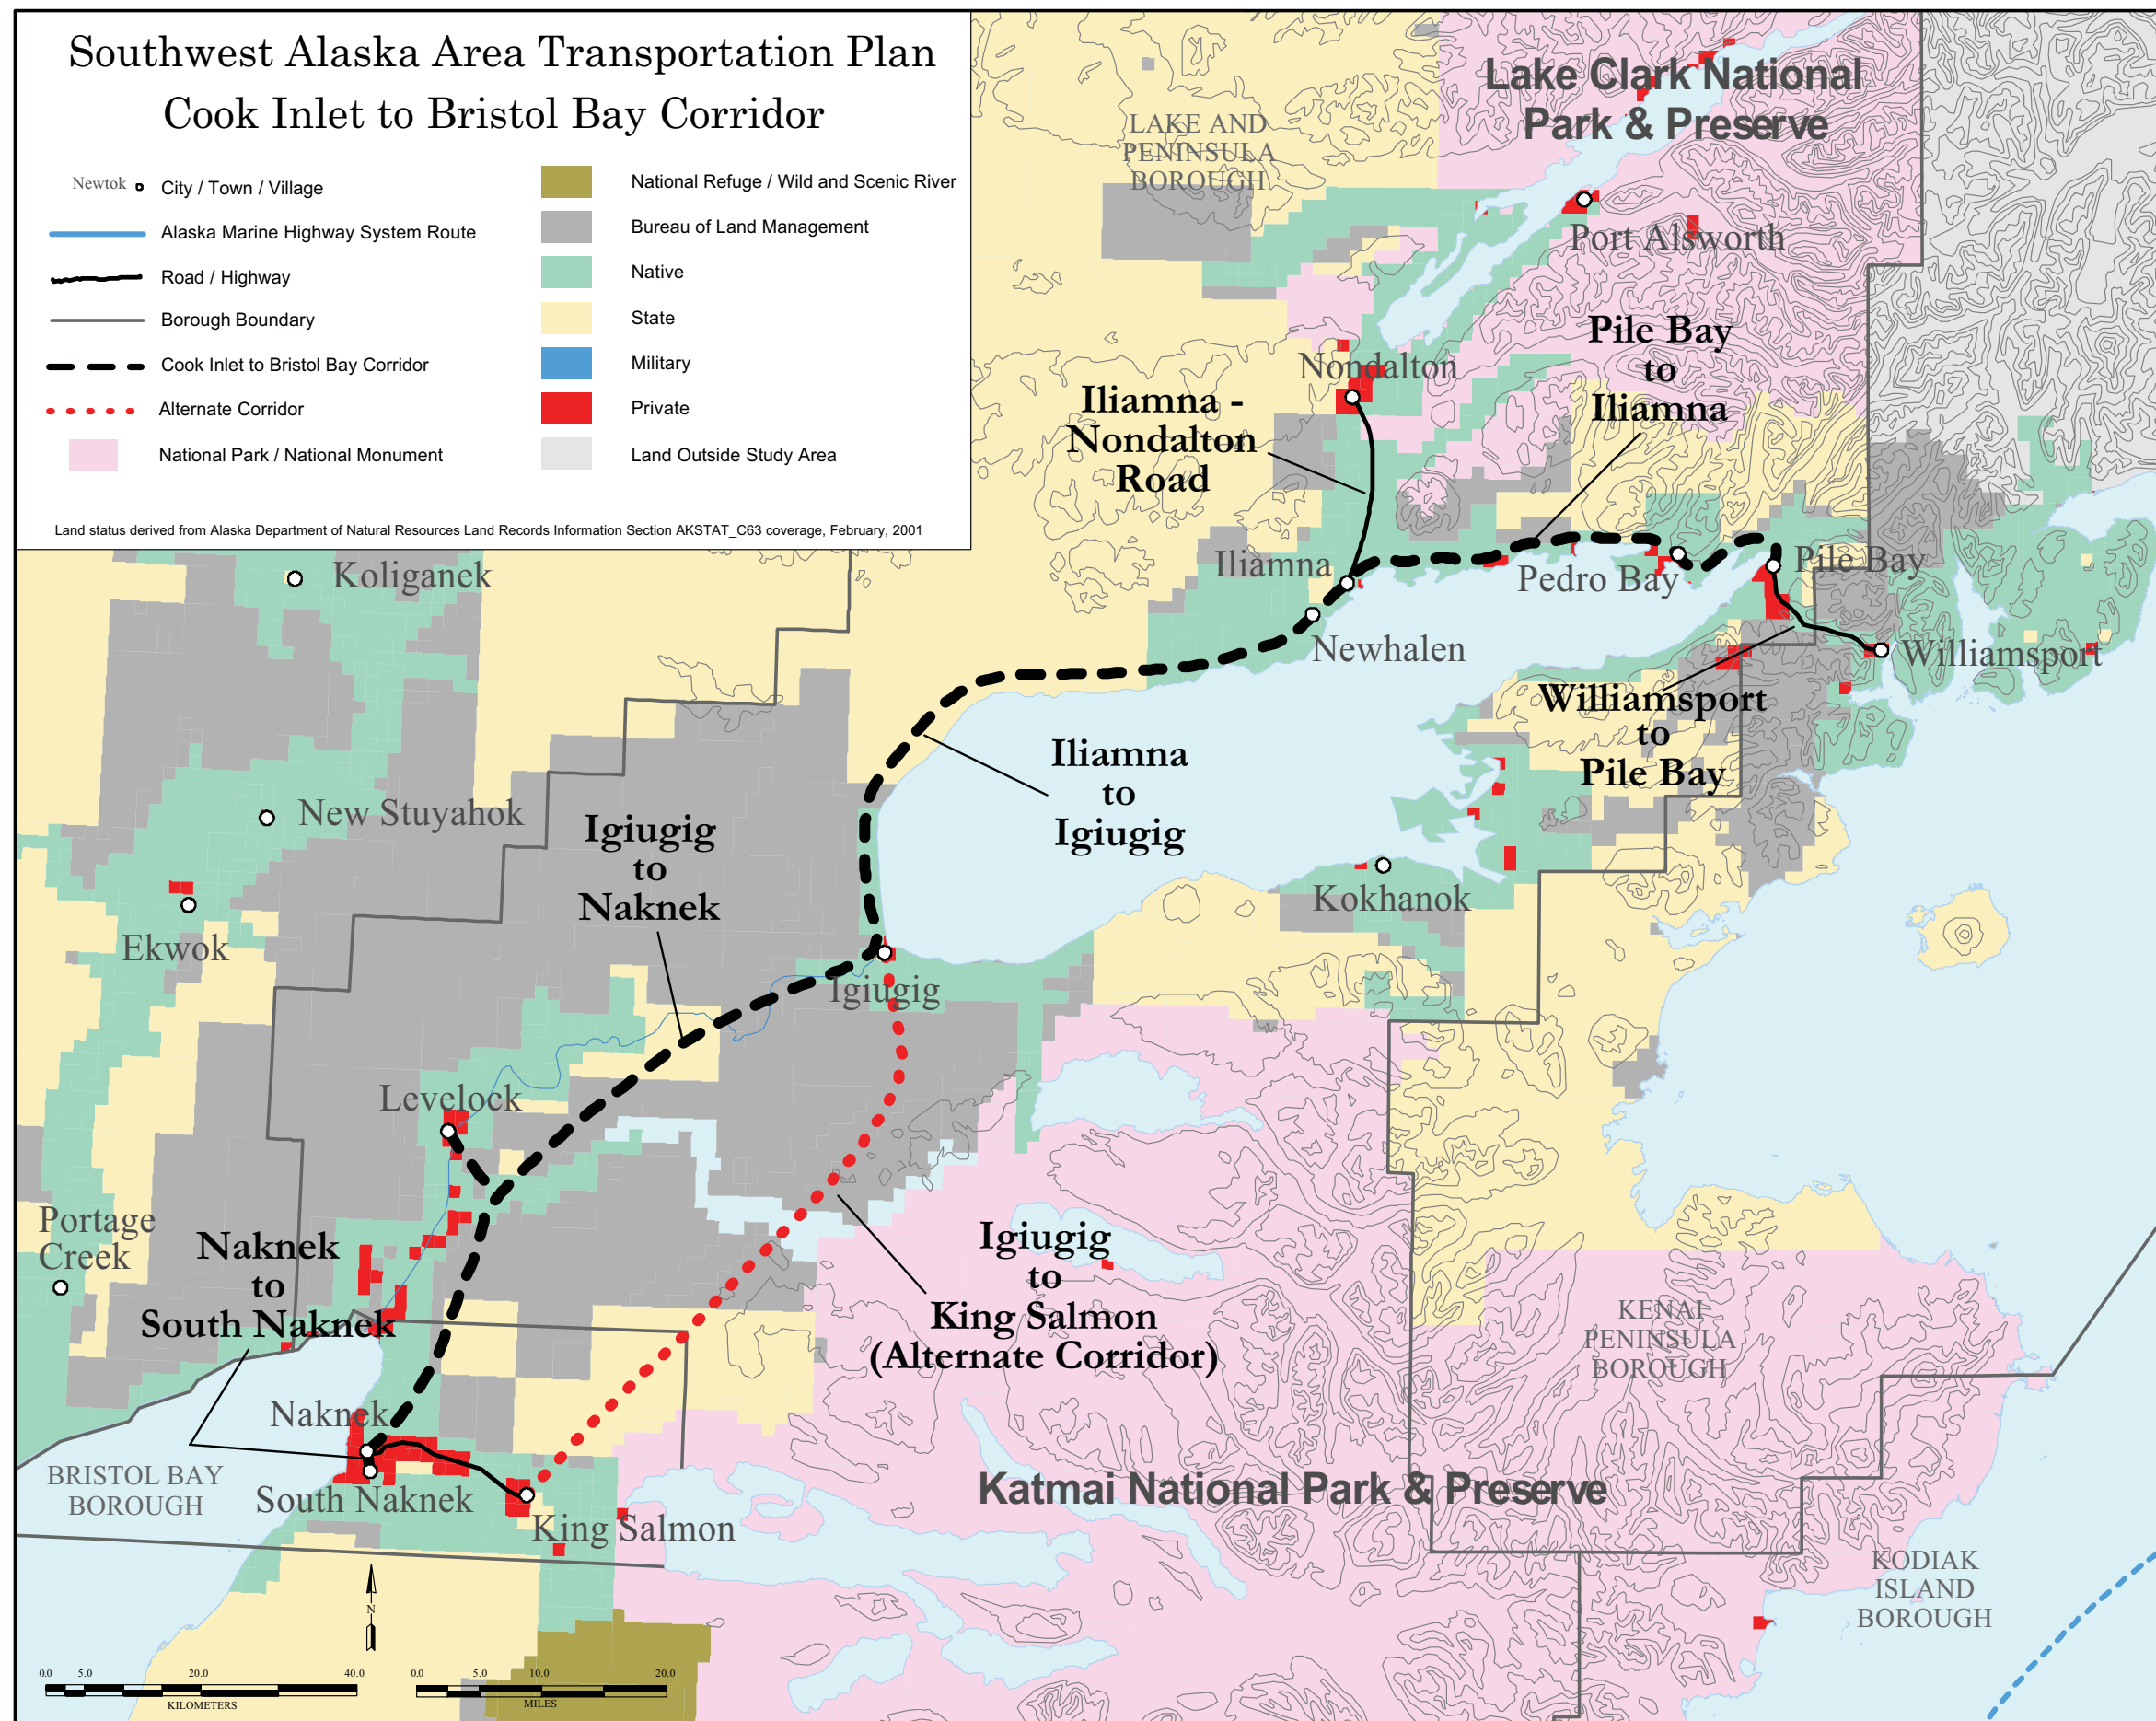 Southwest Alaska Area Transportation Plan
Cook Inlet to Bristol Bay Corridor
Newtok
City / Town / Village
Alaska Marine Highway System Route
Road / Highway
Borough Boundary
Cook Inlet to Bristol Bay Corridor
Alternate Corridor
National Park / National Monument
National Refuge / Wild and Scenic River
Bureau of Land Management
Native
State
Military
Private
Land Outside Study Area
Land status derived from Alaska Department of Natural Resources Land Records Information Section AKSTAT_C63 coverage, February, 2001
Lake Clark National
Park & Preserve
LAKE AND
PENINSULA
BOROUGH
Port Alsworth
Pile Bay
to
Iliamna
Nondalton
Iliamna -
Nondalton
Road
Iliamna
Pedro Bay
Pile Bay
Koliganek
Newhalen
Williamsport
Williamsport
to
Pile Bay
Iliamna
to
Igiugig
New Stuyahok
Igiugig
to
Naknek
Kokhanok
Ekwok
Igiugig
Levelock
Portage
Creek
Naknek
to
South Naknek
Igiugig
to
King Salmon
(Alternate Corridor)
KENAI
PENINSULA
BOROUGH
Naknek
BRISTOL BAY
BOROUGH
South Naknek
King Salmon
Katmai National Park & Preserve
KODIAK
ISLAND
BOROUGH
N
0.0 5.0 20.0 40.0
KILOMETERS
0.0 5.0 10.0 20.0
MILES